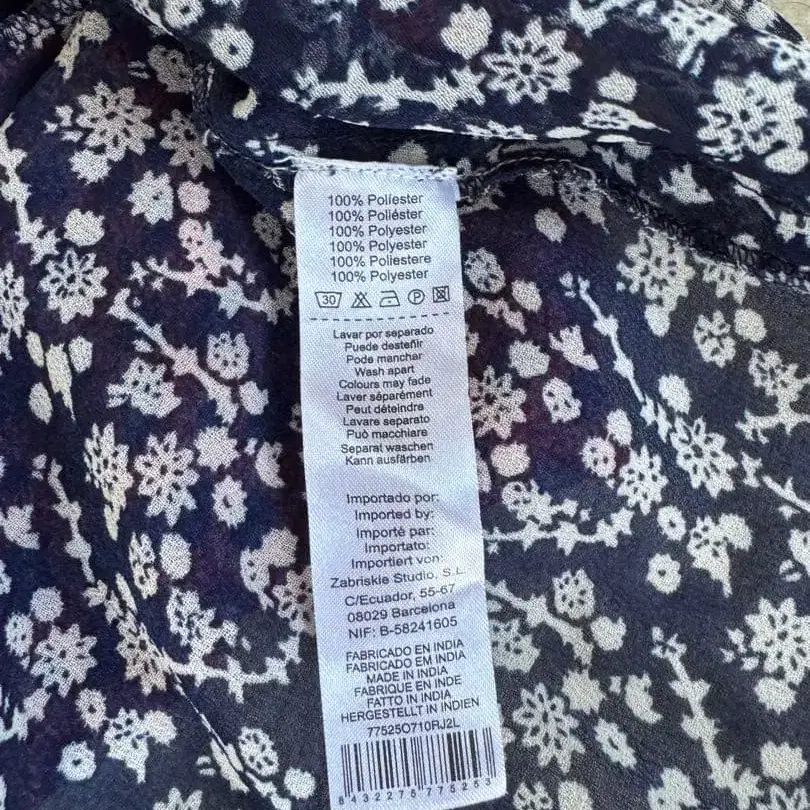 100% Poliester
100% Poliéster
100% Polyester
100% Polyester
100% Poliestere
100% Polyester
30 P
Lavar por separado
Puede desteñir
Pode manchar
Wash apart
Colours may fade
Laver séparément
Peut déteindre
Lavare separato
Può macchiare
Separat waschen
Kann ausfärben
Importado por:
Imported by:
Importé par:
Importato:
Importiert von:
Zabriskie Studio, S.L.
C/Ecuador, 55-67
08029 Barcelona
NIF: B-58241605
FABRICADO EN INDIA
FABRICADO EM INDIA
MADE IN INDIA
FABRIQUE EN INDE
FATTO IN INDIA
HERGESTELLT IN INDIEN
77525O710RJ2L
8432275775253